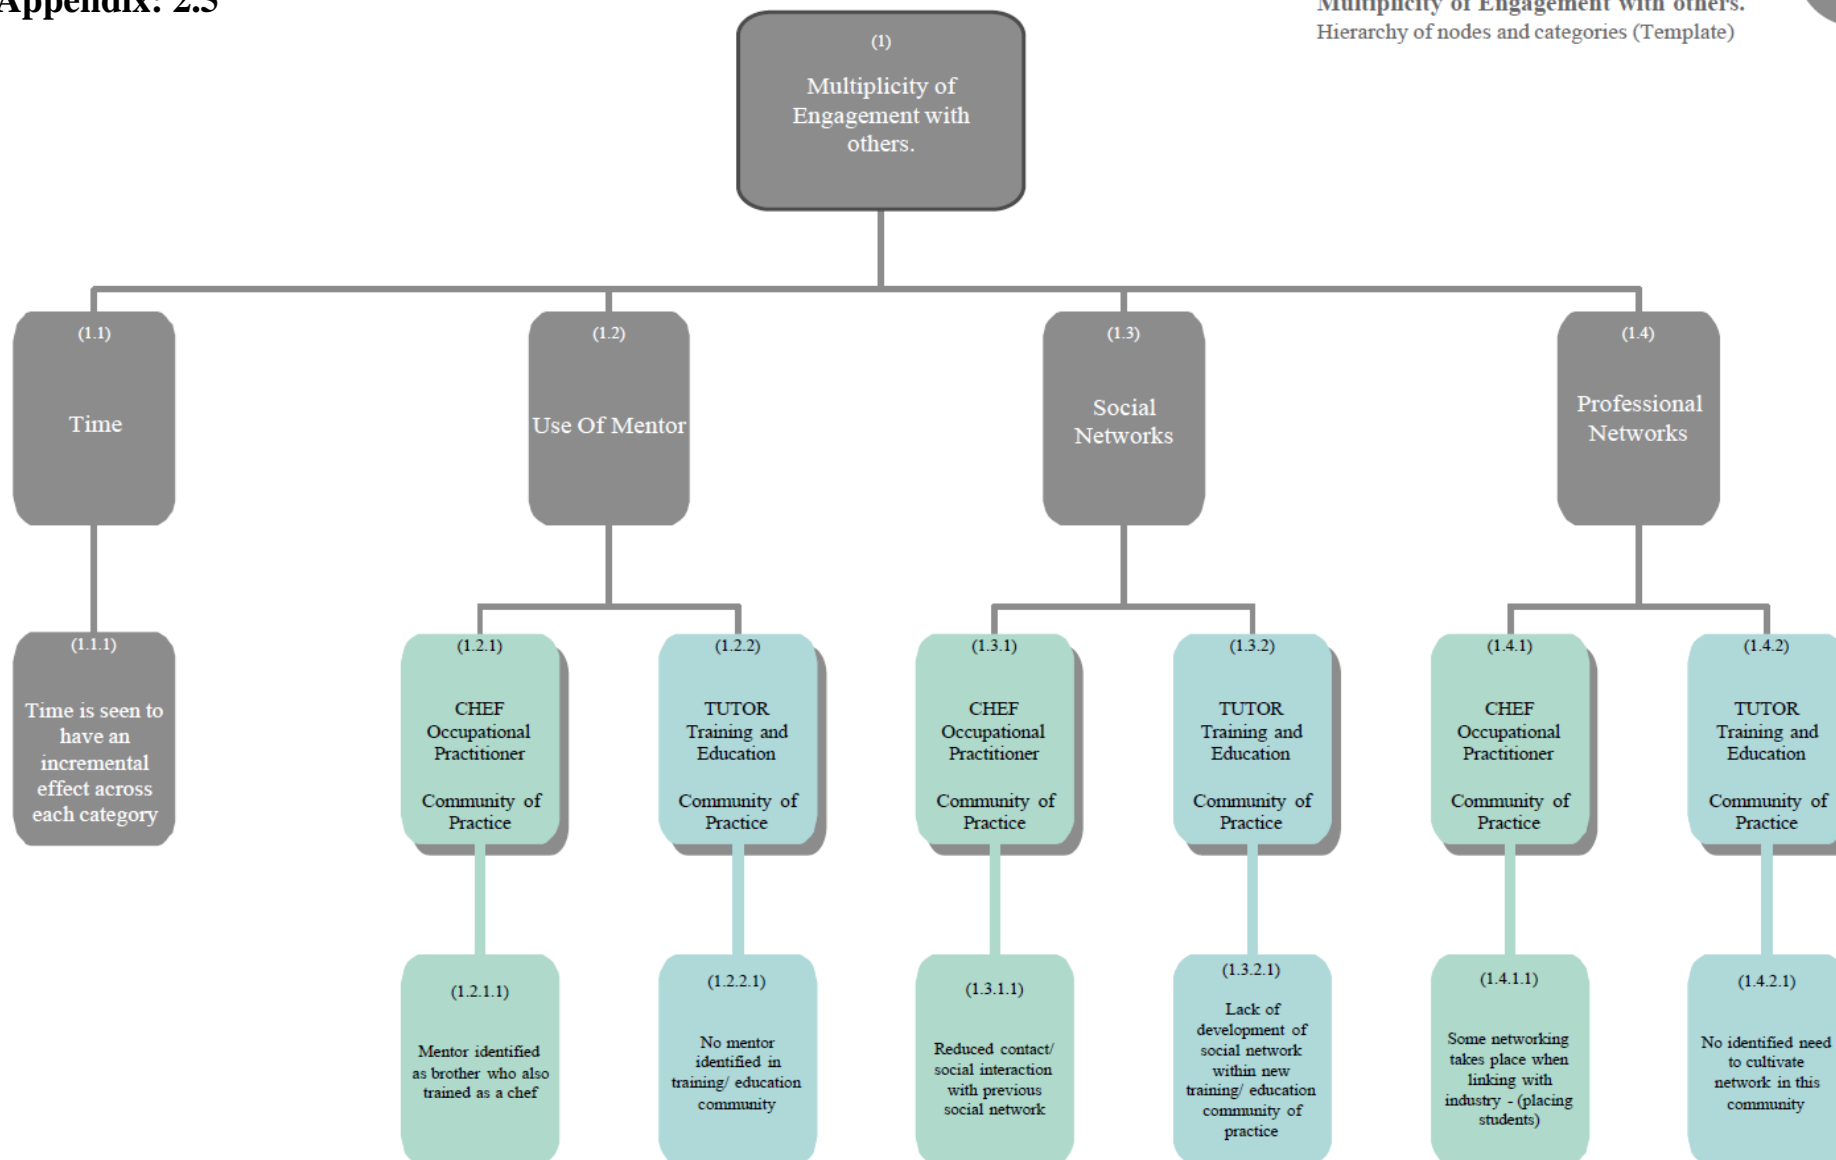 Appendix: 2.5
Multiplicity of Engagement with others.
Hierarchy of nodes and categories (Template)
(1)
Multiplicity of
Engagement with
others.
(1.1)
Time
(1.2)
Use Of Mentor
(1.3)
Social
Networks
(1.4)
Professional
Networks
(1.1.1)
Time is seen to
have an
incremental
effect across
each category
(1.2.1)
CHEF
Occupational
Practitioner
Community of
Practice
(1.2.2)
TUTOR
Training and
Education
Community of
Practice
(1.3.1)
CHEF
Occupational
Practitioner
Community of
Practice
(1.3.2)
TUTOR
Training and
Education
Community of
Practice
(1.4.1)
CHEF
Occupational
Practitioner
Community of
Practice
(1.4.2)
TUTOR
Training and
Education
Community of
Practice
(1.2.1.1)
Mentor identified
as brother who also
trained as a chef
(1.2.2.1)
No mentor
identified in
training/ education
community
(1.3.1.1)
Reduced contact/
social interaction
with previous
social network
(1.3.2.1)
Lack of
development of
social network
within new
training/ education
community of
practice
(1.4.1.1)
Some networking
takes place when
linking with
industry - (placing
students)
(1.4.2.1)
No identified need
to cultivate
network in this
community